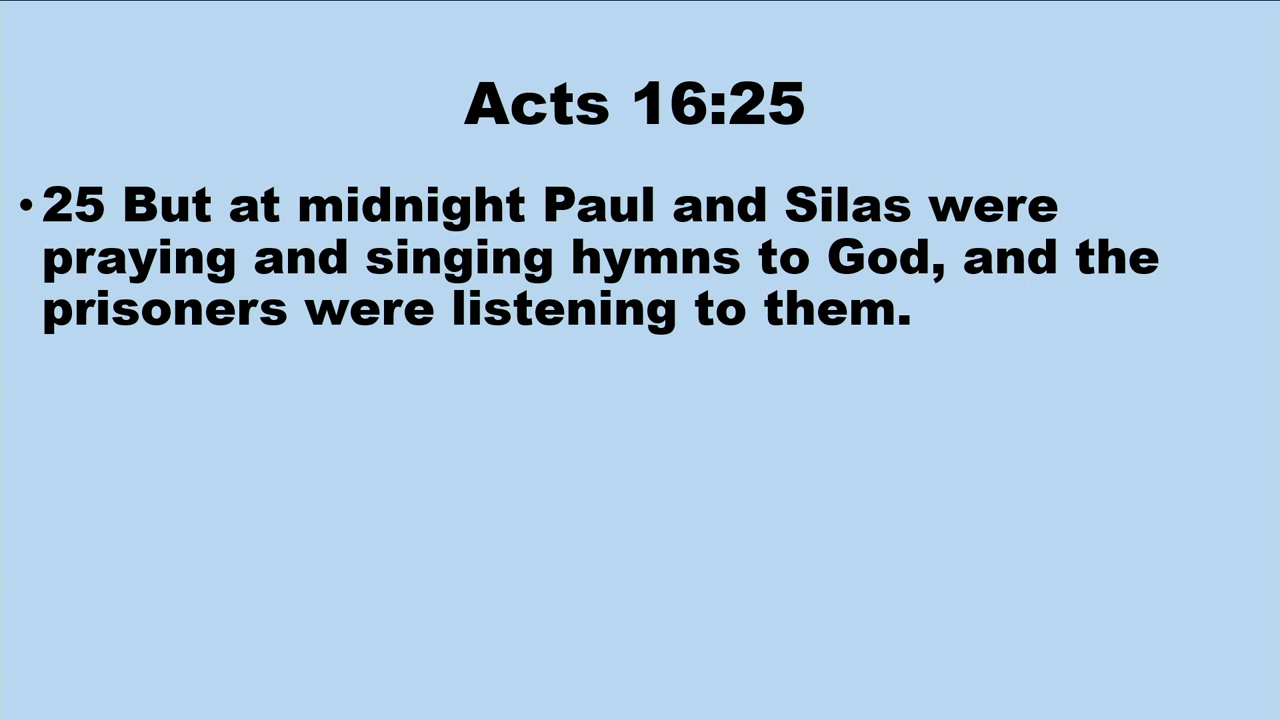 Acts 16:25
• 25 But at midnight Paul and Silas were
praying and singing hymns to God, and the
prisoners were listening to them.